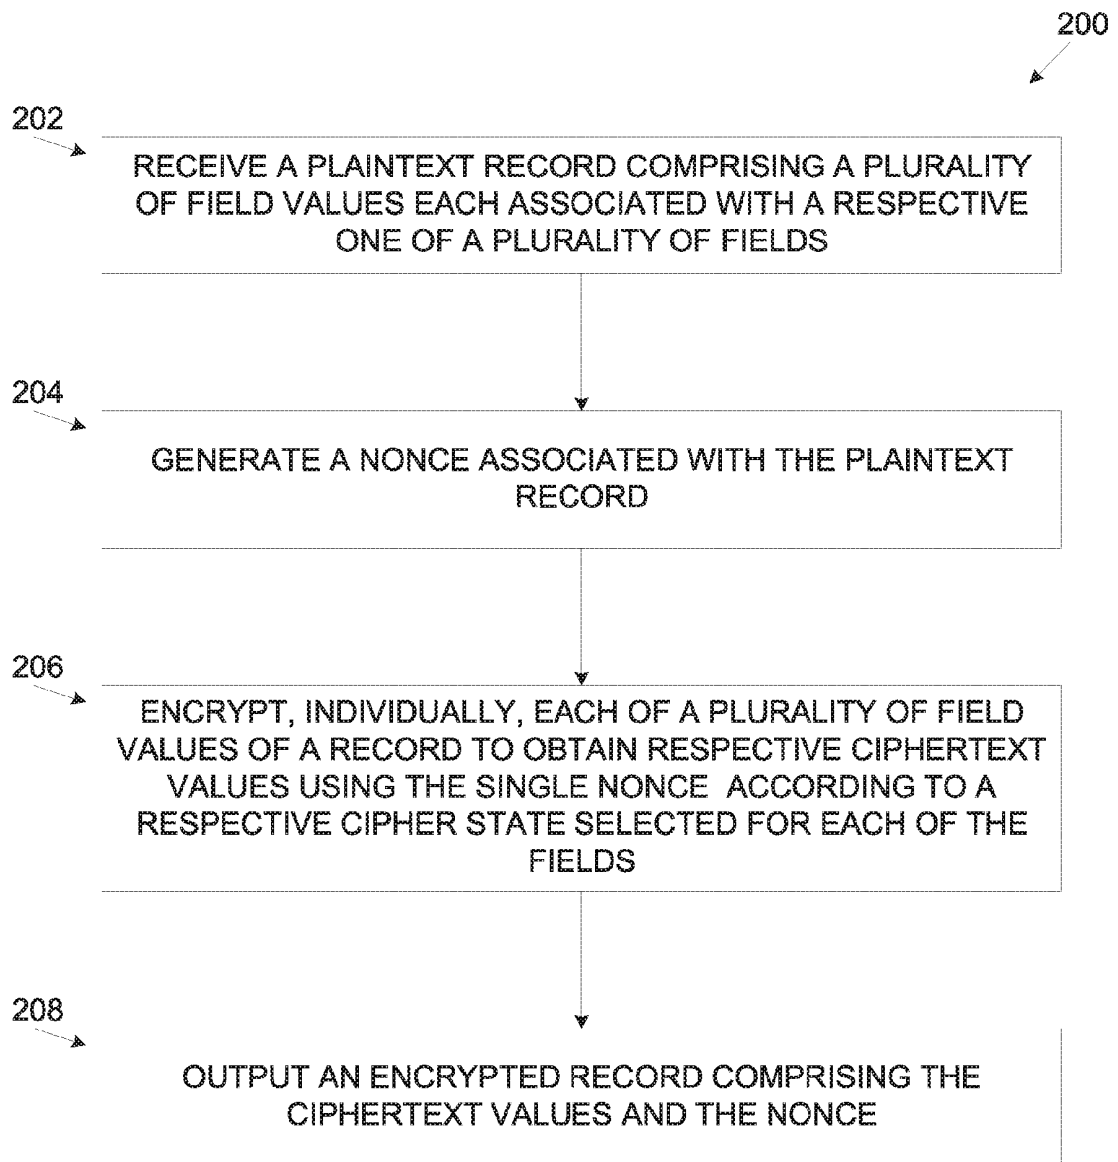 200
202
RECEIVE A PLAINTEXT RECORD COMPRISING A PLURALITY
OF FIELD VALUES EACH ASSOCIATED WITH A RESPECTIVE
ONE OF A PLURALITY OF FIELDS
204
GENERATE A NONCE ASSOCIATED WITH THE PLAINTEXT
RECORD
206
ENCRYPT, INDIVIDUALLY, EACH OF A PLURALITY OF FIELD
VALUES OF A RECORD TO OBTAIN RESPECTIVE CIPHERTEXT
VALUES USING THE SINGLE NONCE ACCORDING TO A
RESPECTIVE CIPHER STATE SELECTED FOR EACH OF THE
FIELDS
208
OUTPUT AN ENCRYPTED RECORD COMPRISING THE
CIPHERTEXT VALUES AND THE NONCE